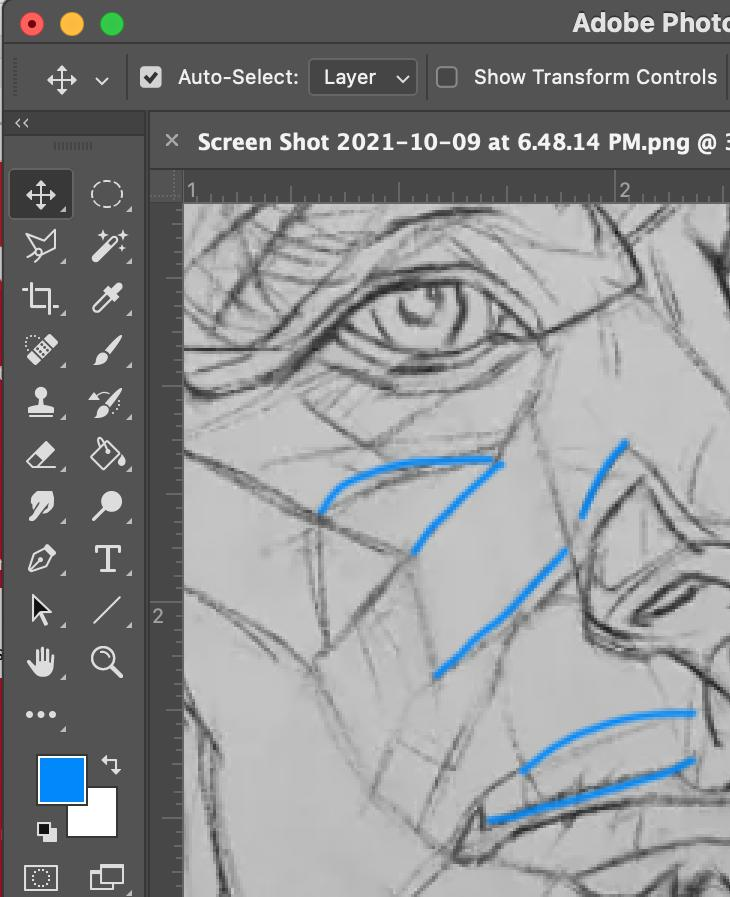 Adobe Photo
Auto-Select: Layer Show Transform Controls
× Screen Shot 2021-10-09 at 6.48.14 PM.png @ 3
1 2
2